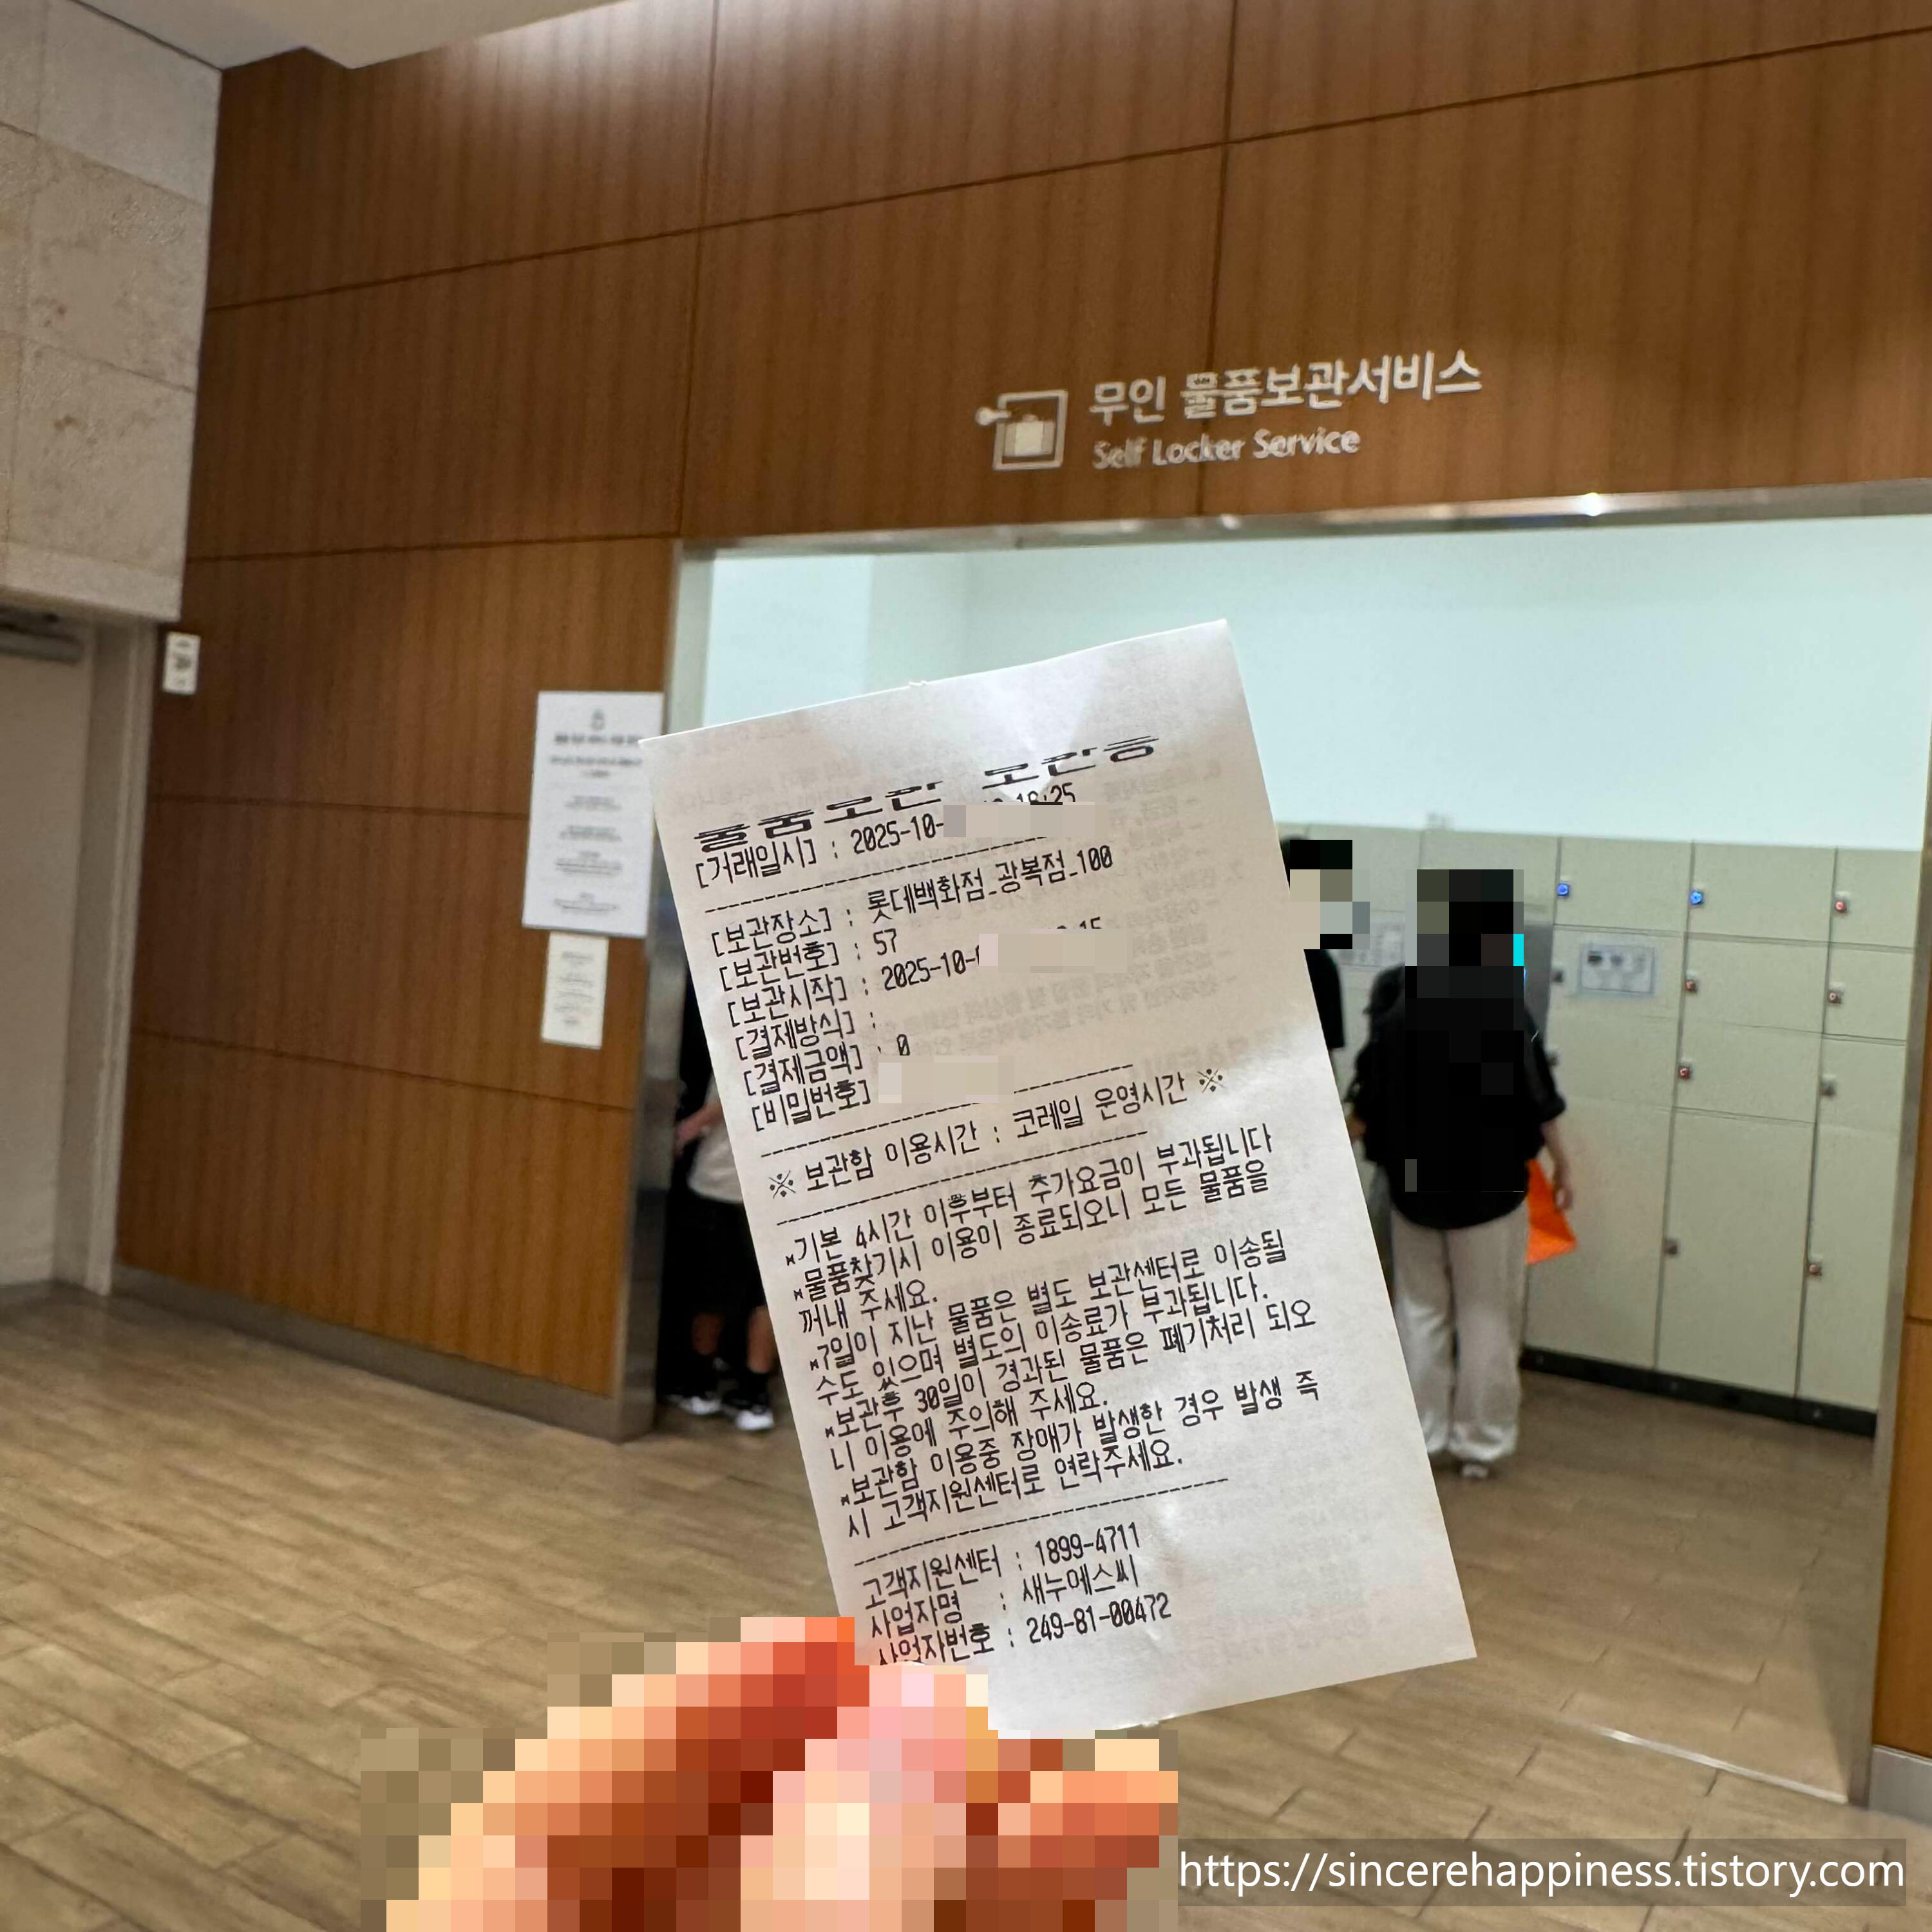 무인 물품보관서비스
Self Locker Service
물품보관 보관증
[거래일시] : 2025-10- :25
[보관장소] : 롯데백화점_광복점_100
[보관번호] : 57
[보관시작] : 2025-10-
[결제방식] :
[결제금액] : 0
[비밀번호]
※ 보관함 이용시간 : 코레일 운영시간 ※
*기본 4시간 이후부터 추가요금이 부과됩니다
*물품찾기시 이용이 종료되오니 모든 물품을
꺼내 주세요.
*7일이 지난 물품은 별도 보관센터로 이송될
수도 있으며 별도의 이송료가 부과됩니다.
*보관후 30일이 경과된 물품은 폐기처리 되오
니 이용에 주의해 주세요.
*보관함 이용중 장애가 발생한 경우 발생 즉
시 고객지원센터로 연락주세요.
고객지원센터 : 1899-4711
사업자명 : 새누에스씨
사업자번호 : 249-81-00472
https://sincerehappiness.tistory.com